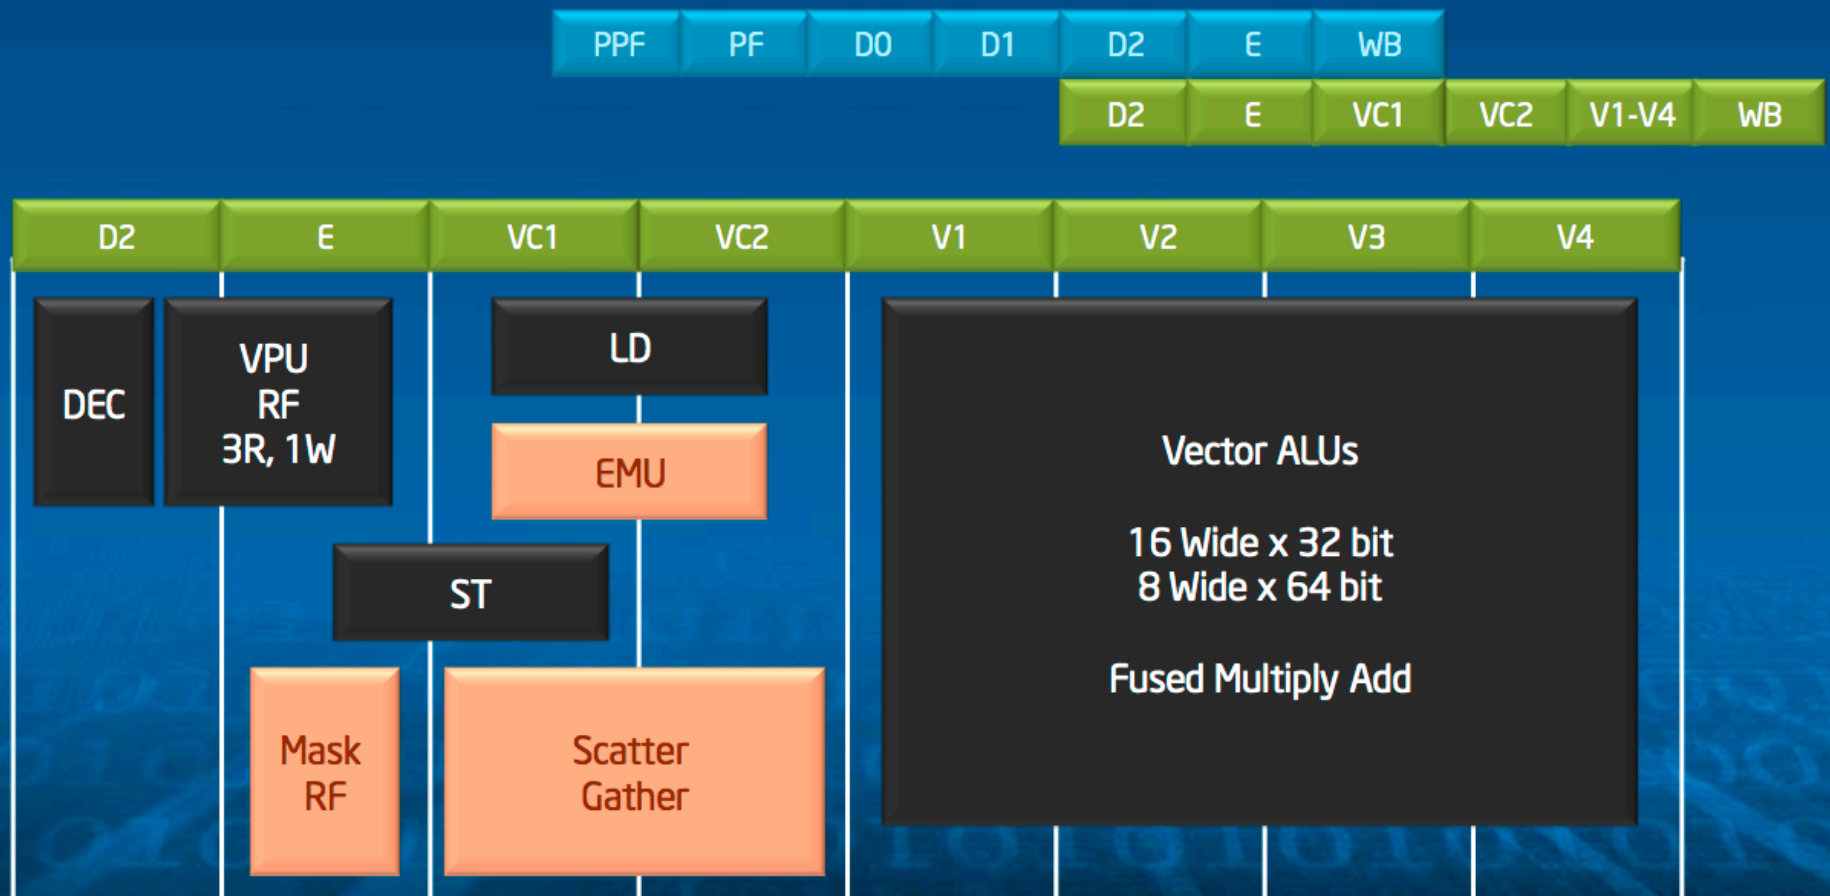 PPF PF D0 D1 D2 E WB
D2 E VC1 VC2 V1-V4 WB
D2 E VC1 VC2 V1 V2 V3 V4
DEC
VPU
RF
3R, 1W
LD
EMU
ST
Mask
RF
Scatter
Gather
Vector ALUs
16 Wide x 32 bit
8 Wide x 64 bit
Fused Multiply Add